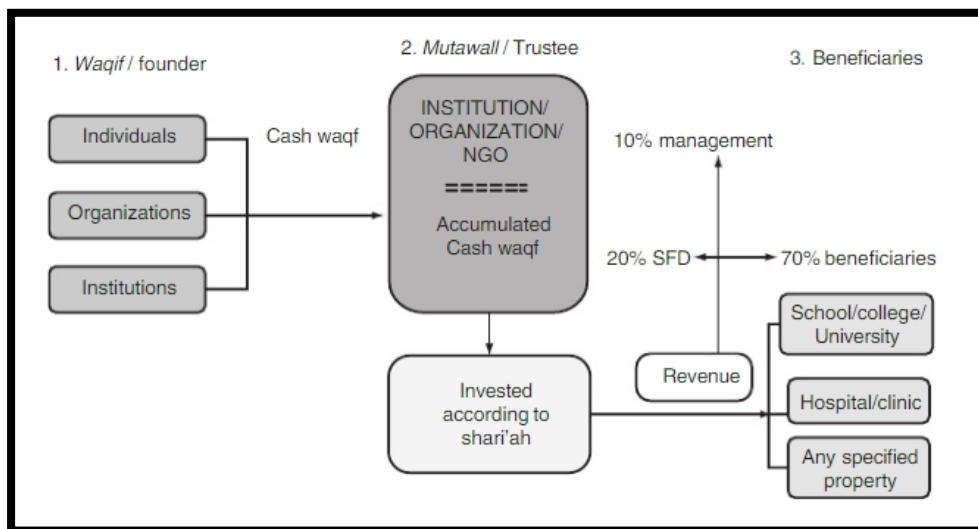 1. Waqif / founder
2. Mutawall / Trustee
3. Beneficiaries
Individuals
Organizations
Institutions
Cash waqf
INSTITUTION/
ORGANIZATION/
NGO
======
Accumulated
Cash waqf
Invested
according to
shari'ah
10% management
20% SFD
70% beneficiaries
Revenue
School/college/
University
Hospital/clinic
Any specified
property